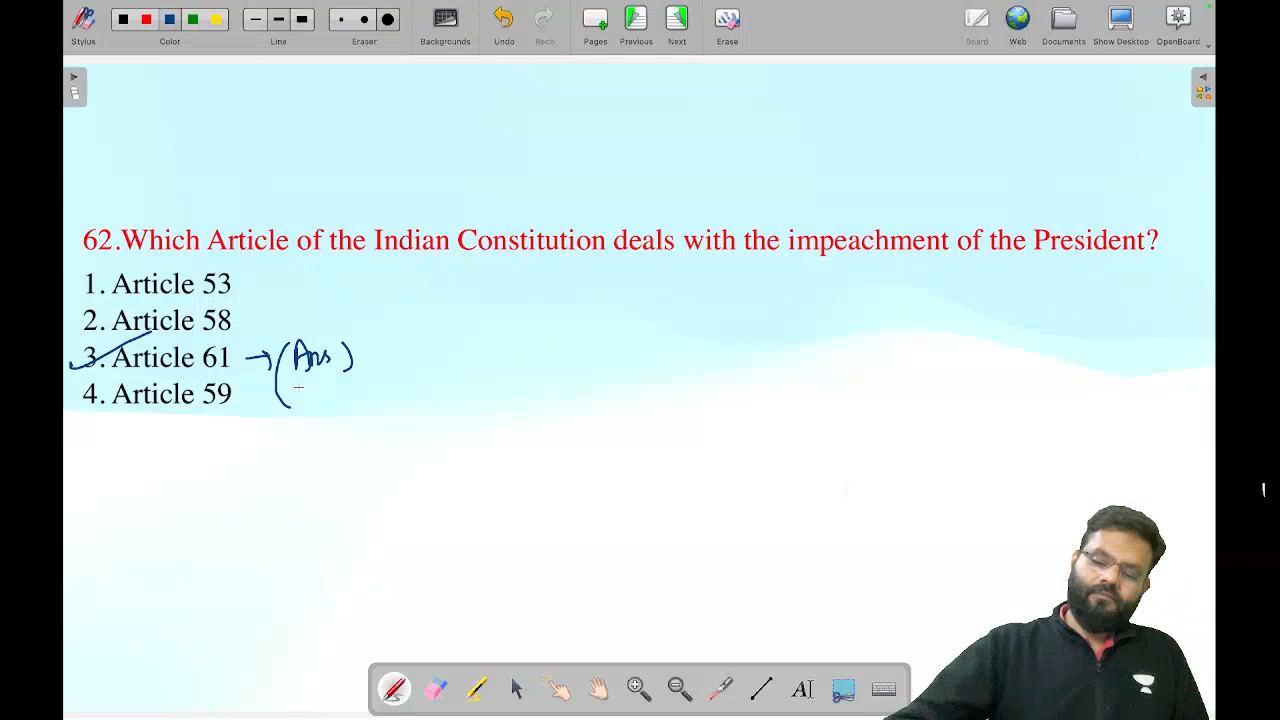 Stylus
Color
Line
Eraser
Backgrounds
Undo
Redo
Pages
Previous
Next
Erase
Board
Web
Documents
Show Desktop
OpenBoard
62.Which Article of the Indian Constitution deals with the impeachment of the President?
1. Article 53
2. Article 58
3. Article 61 → (Ans)
4. Article 59